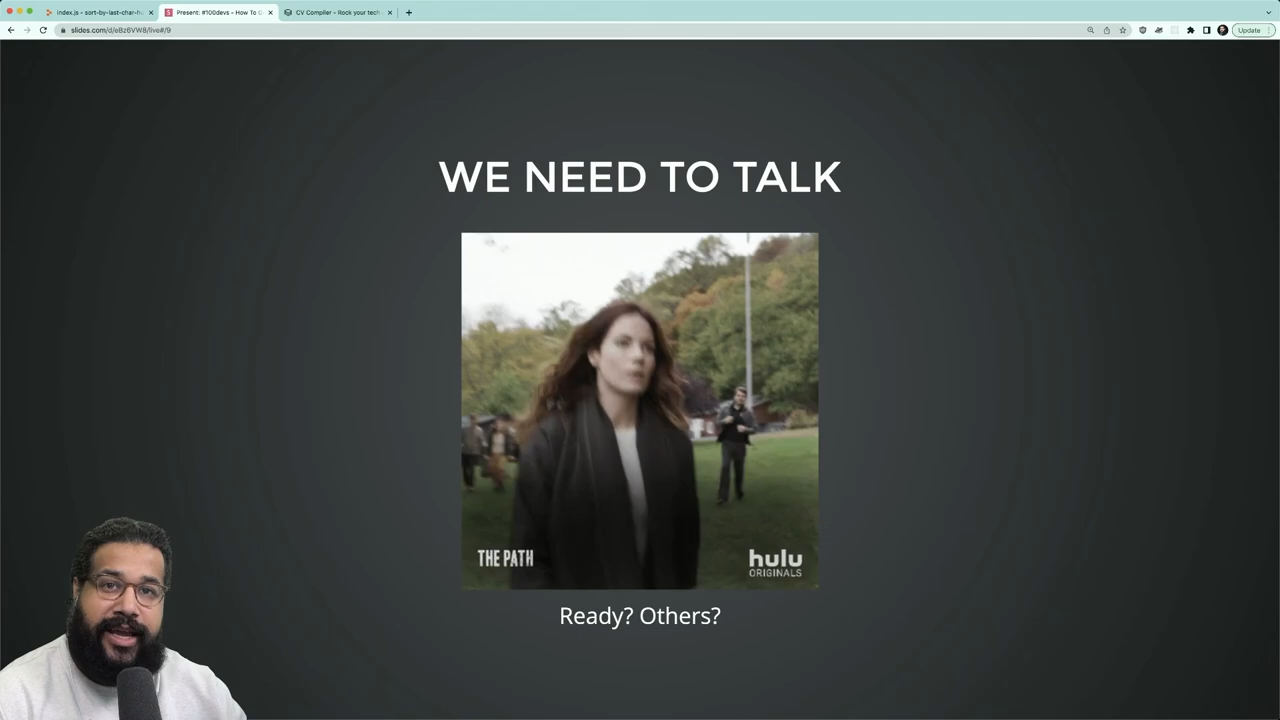 index.js - sort-by-last-char-h
Present: #100devs - How To G
CV Compiler - Rock your tech
slides.com/d/eBz6VW8/live#/9
Update
WE NEED TO TALK
THE PATH
hulu
ORIGINALS
Ready? Others?